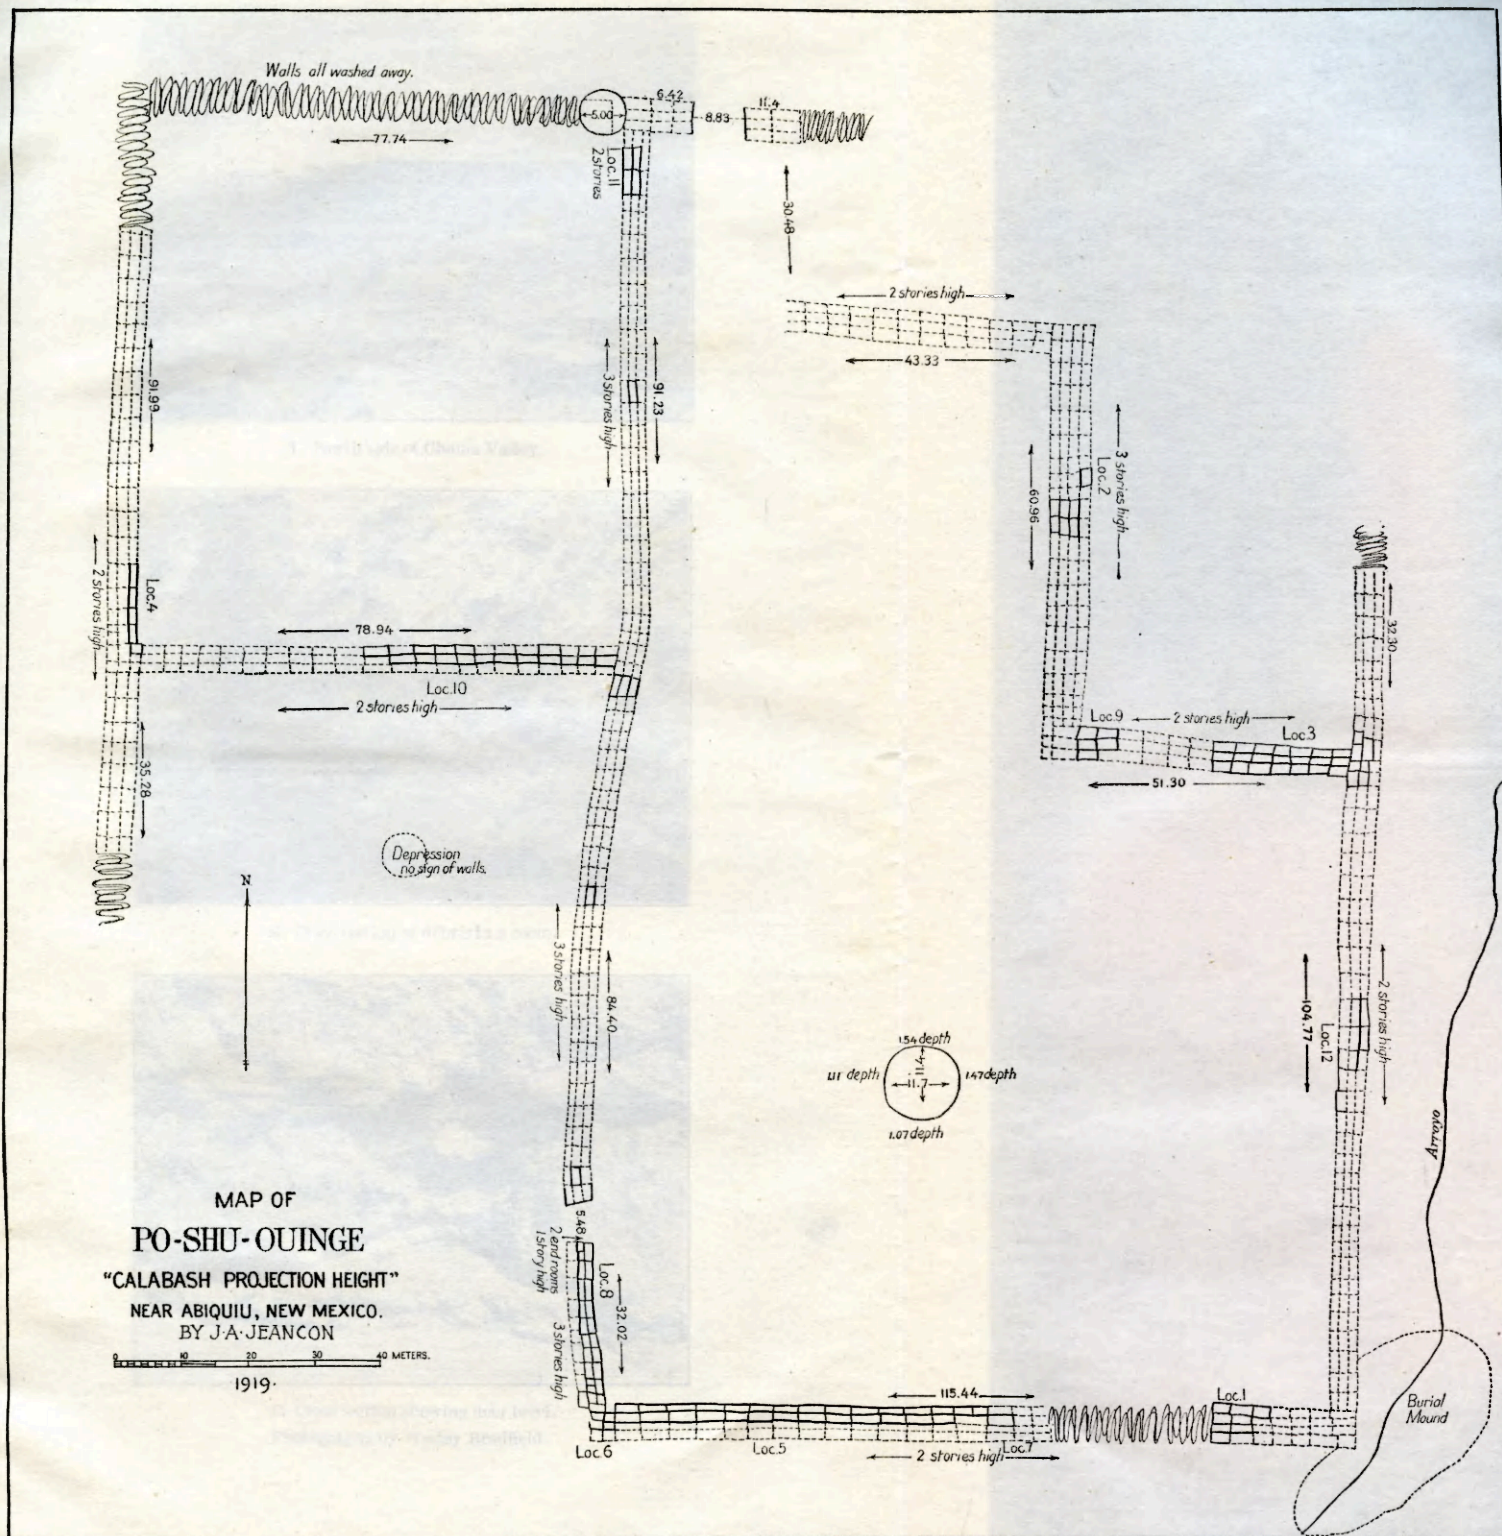 Walls all washed away.
77.74
5.00
6.42
8.83
11.4
Loc.11
2 stories
30.48
2 stories high
43.33
91.99
3 stories high
91.23
3 stories high
Loc.2
60.96
2 stories high
Loc.4
78.94
Loc.10
2 stories high
32.30
Loc.9
2 stories high
Loc.3
51.30
35.28
Depression
no sign of walls.
N
3 stories high
84.40
2 stories high
104.77
Loc.12
1.54 depth
1.11 depth
11.4
11.7
1.47 depth
1.07 depth
Arroyo
MAP OF
PO-SHU-OUINGE
"CALABASH PROJECTION HEIGHT"
NEAR ABIQUIU, NEW MEXICO.
BY J·A·JEANCON
0 10 20 30 40 METERS.
1919·
5.48
2 end rooms
1 story high
Loc.8
32.02
3 stories high
115.44
Loc.1
Burial
Mound
Loc.6
Loc.5
Loc.7
2 stories high